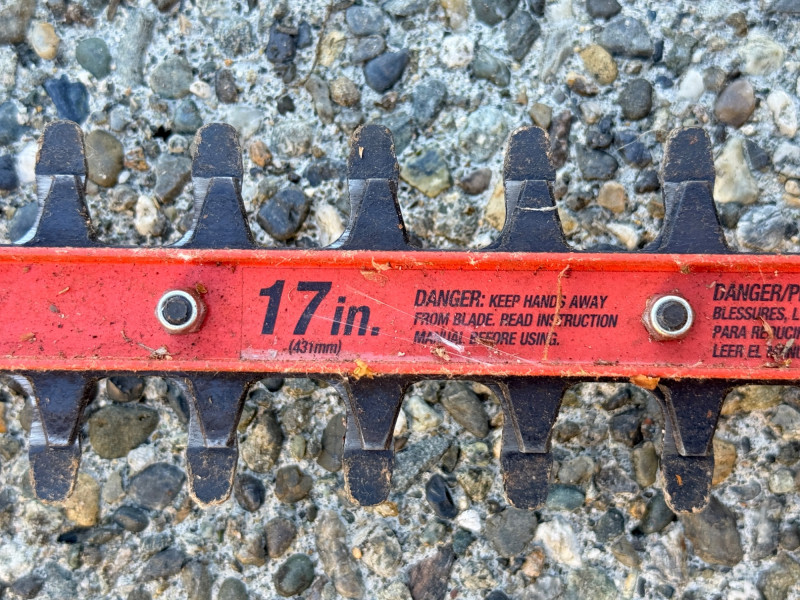 17 in.
(431mm)
DANGER: KEEP HANDS AWAY
FROM BLADE. READ INSTRUCTION
MANUAL BEFORE USING.
DANGER/P
BLESSURES, L
PARA REDUCI
LEER EL